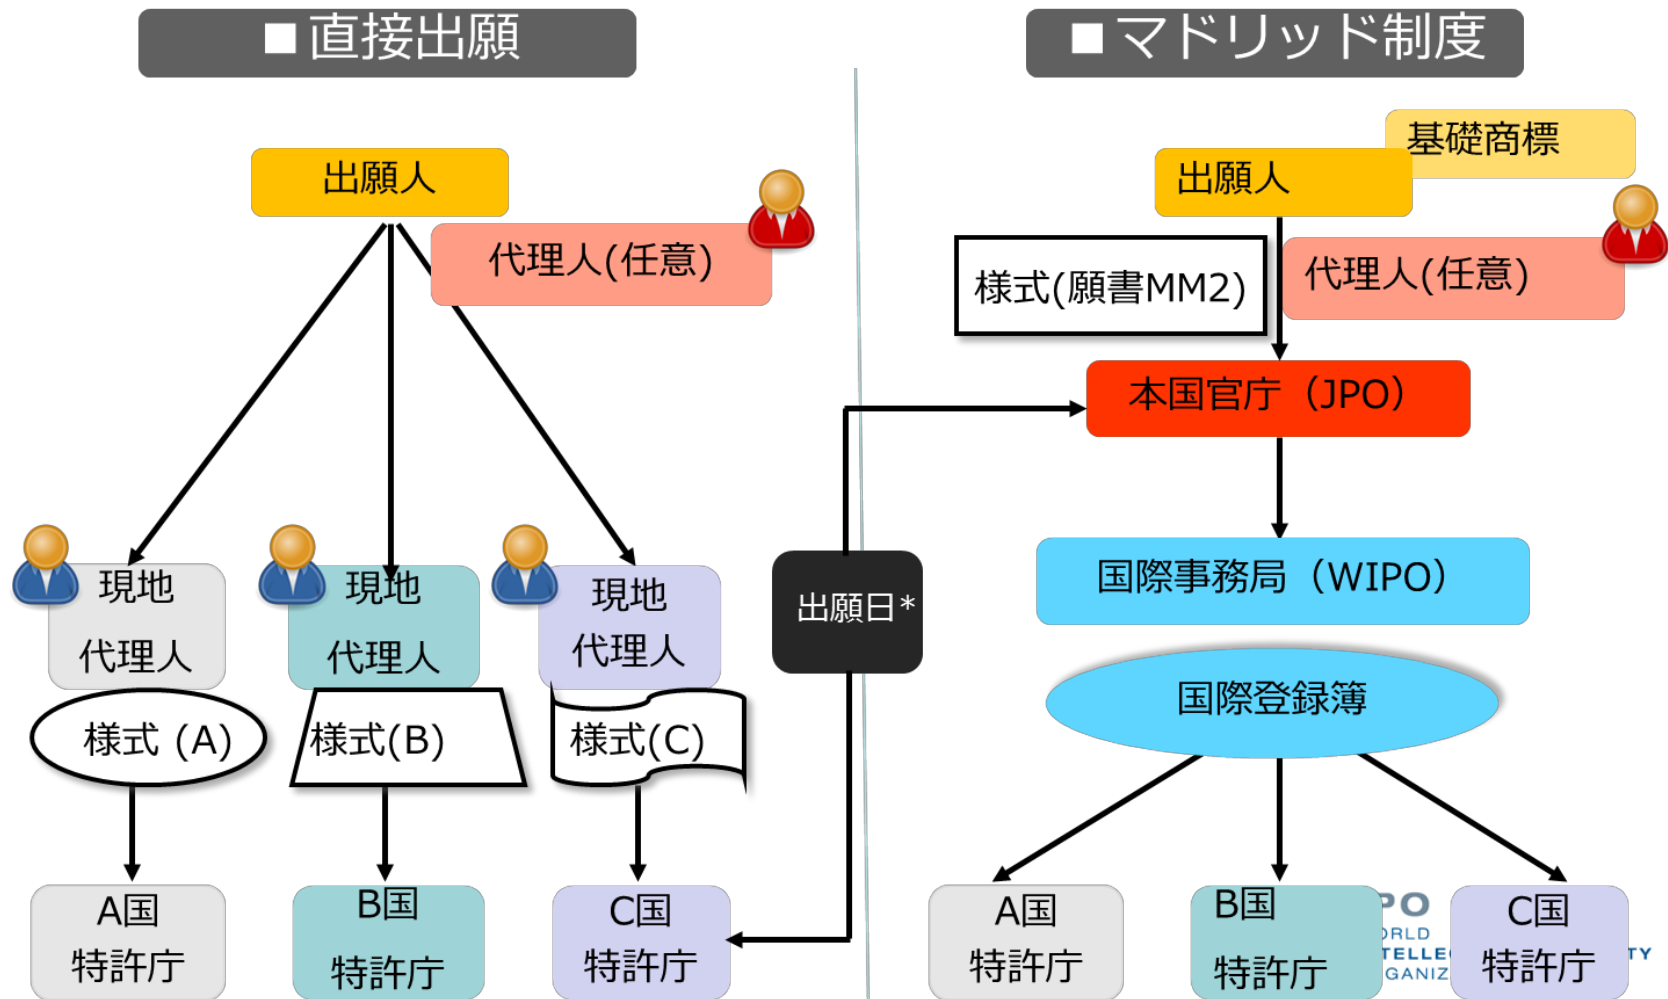 ■ 直接出願
出願人
代理人(任意)
現地
代理人
現地
代理人
現地
代理人
様式 (A)
様式(B)
様式(C)
A国
特許庁
B国
特許庁
C国
特許庁
出願日*
■ マドリッド制度
基礎商標
出願人
様式(願書MM2)
代理人(任意)
本国官庁（JPO）
国際事務局（WIPO）
国際登録簿
A国
特許庁
B国
特許庁
C国
特許庁